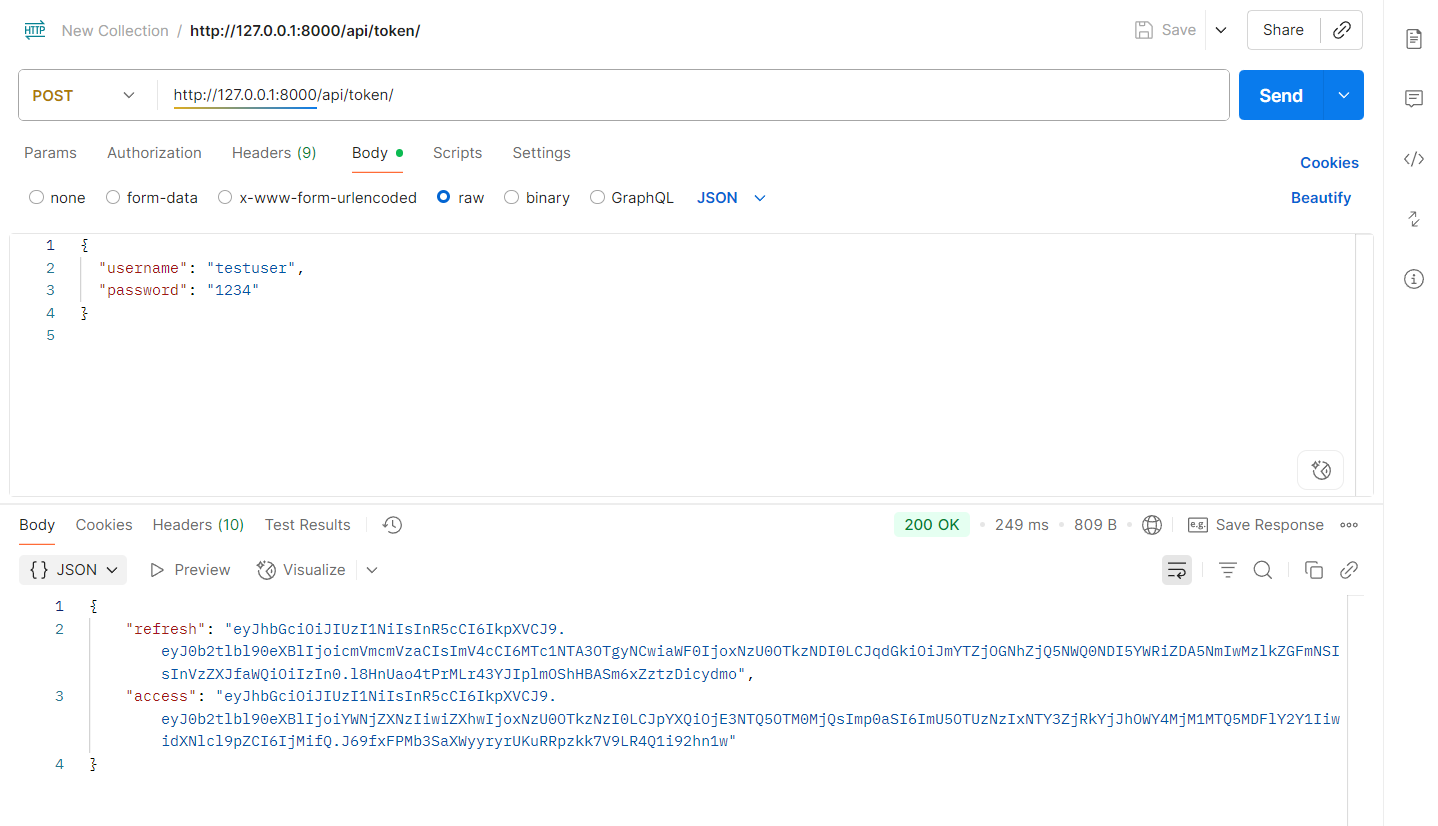 HTTP New Collection / http://127.0.0.1:8000/api/token/ Save Share
POST http://127.0.0.1:8000/api/token/ Send
Params Authorization Headers (9) Body Scripts Settings Cookies
none form-data x-www-form-urlencoded raw binary GraphQL JSON Beautify
1 {
2 "username": "testuser",
3 "password": "1234"
4 }
5
Body Cookies Headers (10) Test Results 200 OK 249 ms 809 B e.g. Save Response
{} JSON Preview Visualize
1 {
2 "refresh": "eyJhbGciOiJIUzI1NiIsInR5cCI6IkpXVCJ9.
eyJ0b2tlbl90eXBlIjoicmVmcmVzaCIsImV4cCI6MTc1NTA3OTgyNCwiaWF0IjoxNzU0OTkzNDI0LCJqdGkiOiJmYTZjOGNhZjQ5NWQ0NDI5YWRiZDA5NmIwMzlkZGFmNSI
sInVzZXJfaWQiOiIzIn0.l8HnUao4tPrMLr43YJIplmOShHBASm6xZztzDicydmo",
3 "access": "eyJhbGciOiJIUzI1NiIsInR5cCI6IkpXVCJ9.
eyJ0b2tlbl90eXBlIjoiYWNjZXNzIiwiZXhwIjoxNzU0OTkzNzI0LCJpYXQiOjE3NTQ5OTM0MjQsImp0aSI6ImU5OTUzNzIxNTY3ZjRkYjJhOWY4MjM1MTQ5MDFlY2Y1Iiw
idXNlcl9pZCI6IjMifQ.J69fxFPMb3SaXWyyryrUKuRRpzkk7V9LR4Q1i92hn1w"
4 }